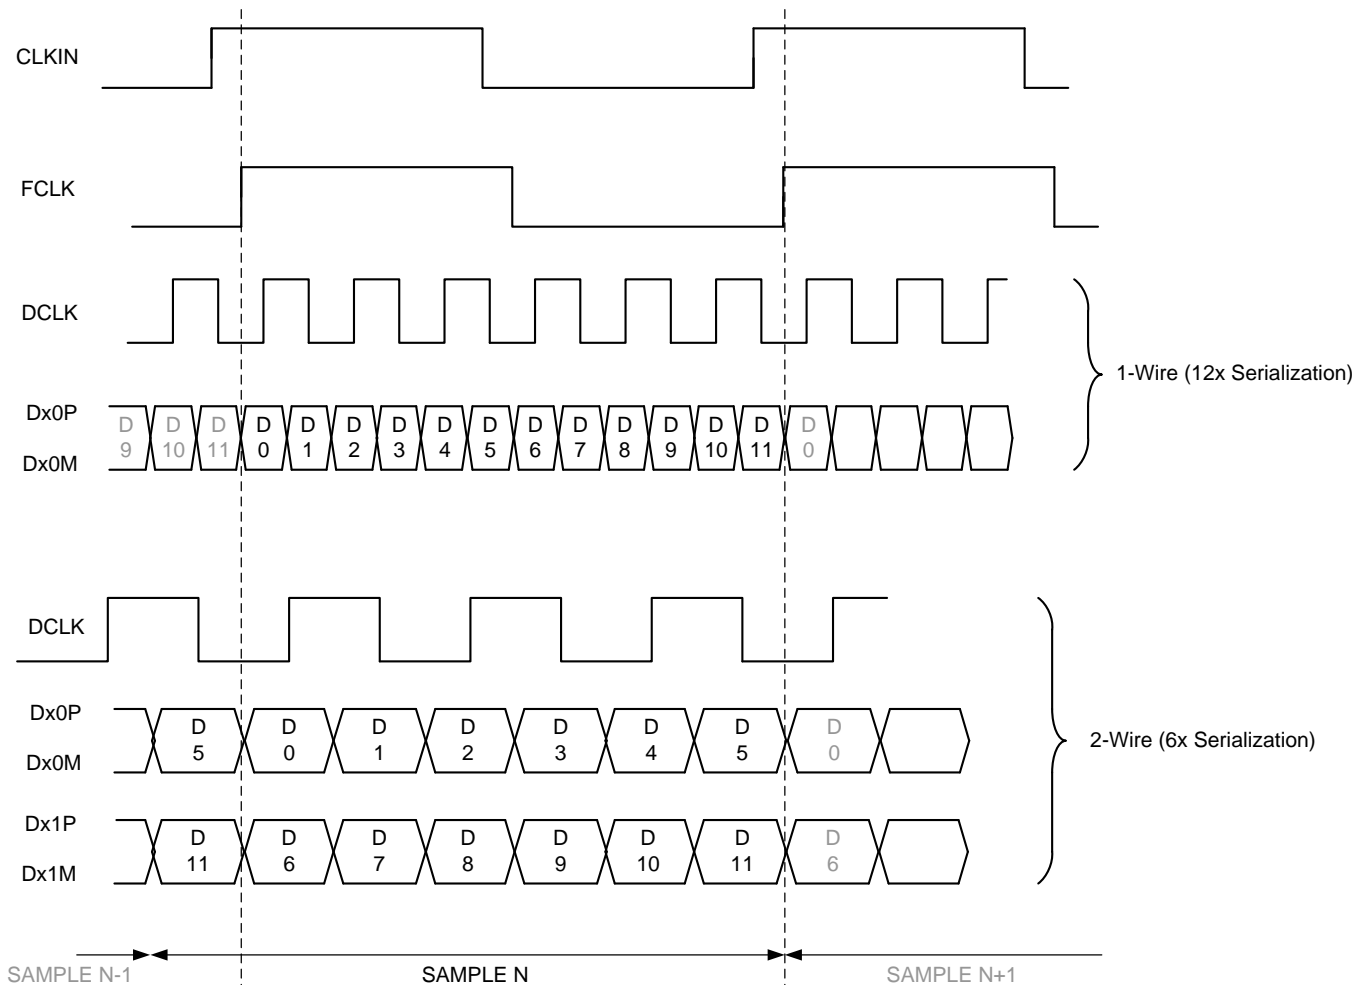 CLKIN
FCLK
DCLK
1-Wire (12x Serialization)
Dx0P
Dx0M
D D D D D D D D D D D D D D D D
9 10 11 0 1 2 3 4 5 6 7 8 9 10 11 0
DCLK
Dx0P
Dx0M
D D D D D D D D
5 0 1 2 3 4 5 0
2-Wire (6x Serialization)
Dx1P
Dx1M
D D D D D D D D
11 6 7 8 9 10 11 6
SAMPLE N-1 SAMPLE N SAMPLE N+1